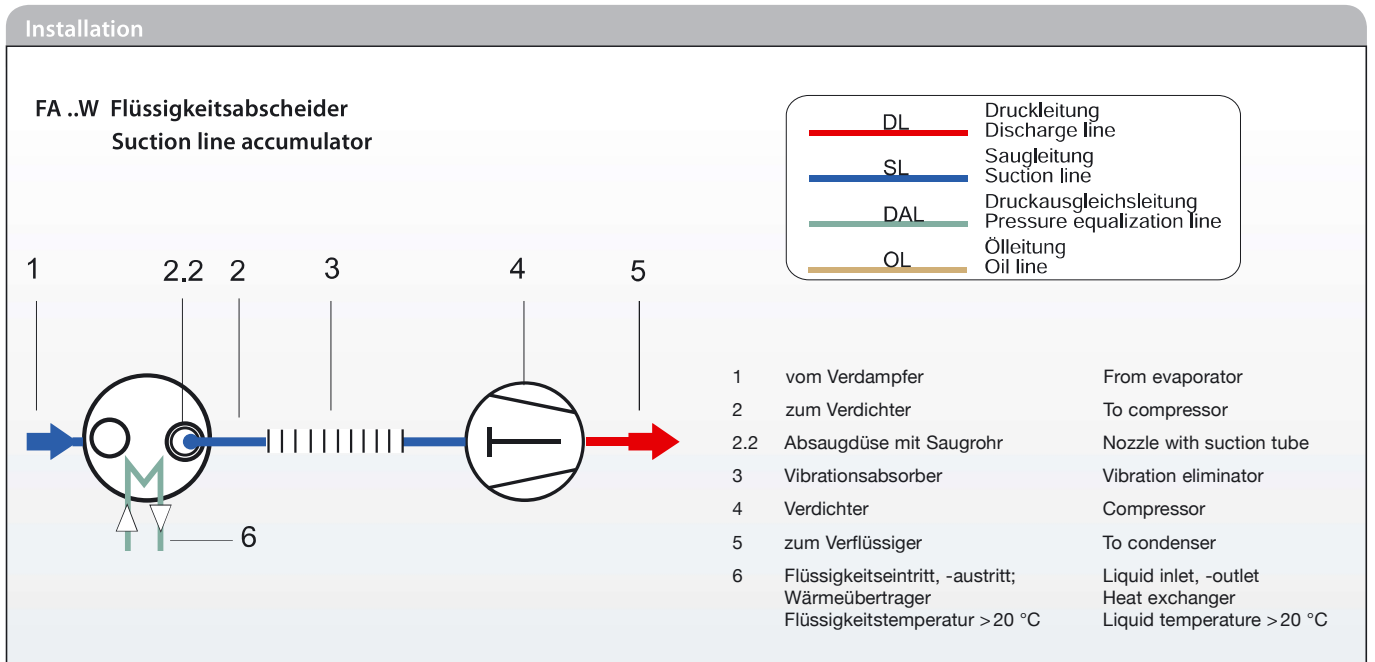 Installation
FA ..W Flüssigkeitsabscheider
Suction line accumulator
DL Druckleitung
Discharge line
SL Saugleitung
Suction line
DAL Druckausgleichsleitung
Pressure equalization line
OL Ölleitung
Oil line
1 2.2 2 3 4 5
6
1 vom Verdampfer From evaporator
2 zum Verdichter To compressor
2.2 Absaugdüse mit Saugrohr Nozzle with suction tube
3 Vibrationsabsorber Vibration eliminator
4 Verdichter Compressor
5 zum Verflüssiger To condenser
6 Flüssigkeitseintritt, -austritt; Liquid inlet, -outlet
Wärmeübertrager Heat exchanger
Flüssigkeitstemperatur >20 °C Liquid temperature >20 °C